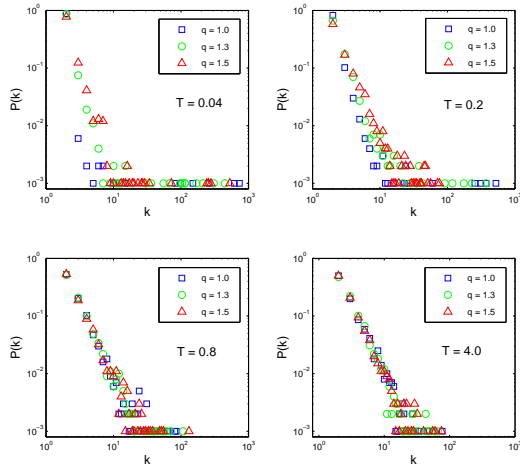 10^0
10^-1
10^-2
10^-3
P(k)
q = 1.0
q = 1.3
q = 1.5
T = 0.04
10^0 10^1 10^2 10^3
k
10^0
10^-1
10^-2
10^-3
P(k)
q = 1.0
q = 1.3
q = 1.5
T = 0.2
10^0 10^1 10^2 10^3
k
10^0
10^-1
10^-2
10^-3
P(k)
q = 1.0
q = 1.3
q = 1.5
T = 0.8
10^0 10^1 10^2 10^3
k
10^0
10^-1
10^-2
10^-3
P(k)
q = 1.0
q = 1.3
q = 1.5
T = 4.0
10^0 10^1 10^2 10^3
k